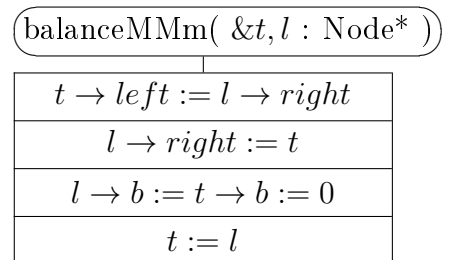 balanceMMm( &t, l : Node* )
t → left := l → right
l → right := t
l → b := t → b := 0
t := l